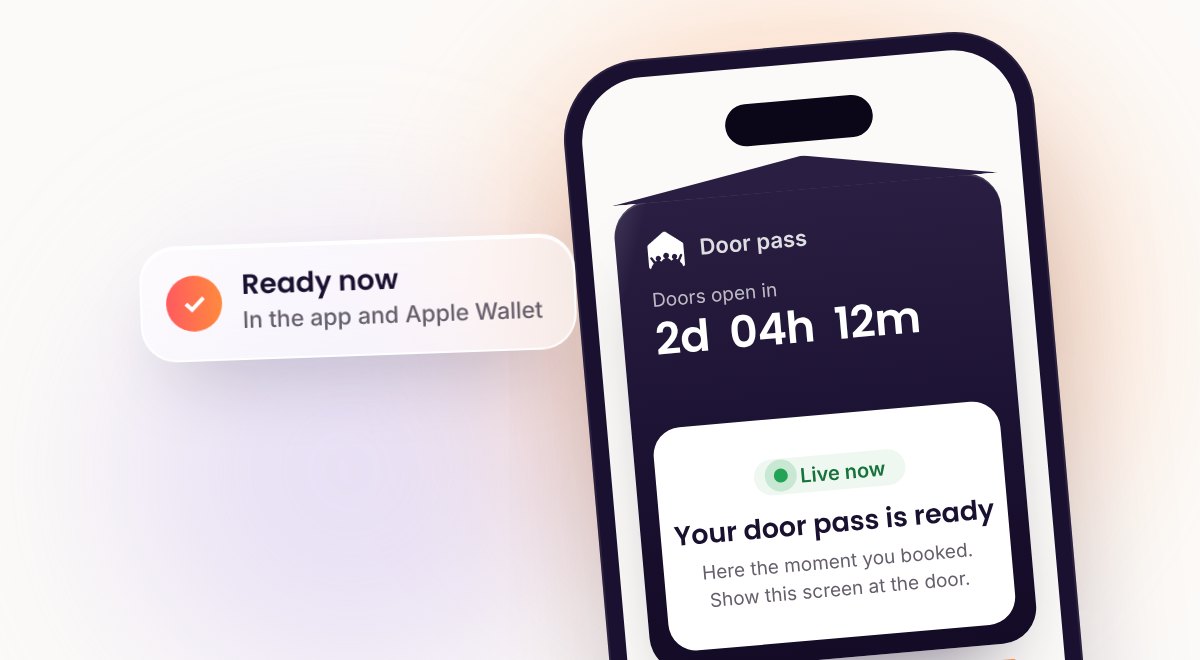 Ready now
In the app and Apple Wallet
Door pass
Doors open in
2d 04h 12m
Live now
Your door pass is ready
Here the moment you booked.
Show this screen at the door.